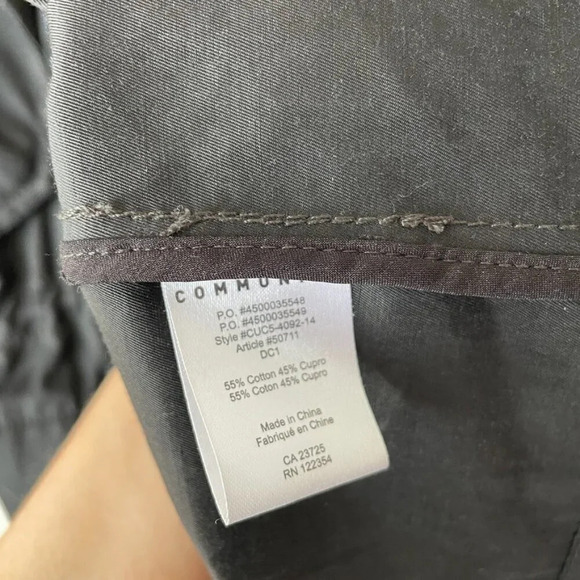 COMMUN
P.O. #4500035548
P.O. #4500035549
Style #CUC5-4092-14
Article #50711
DC1
55% Cotton 45% Cupro
55% Coton 45% Cupro
Made in China
Fabriqué en Chine
CA 23725
RN 122354